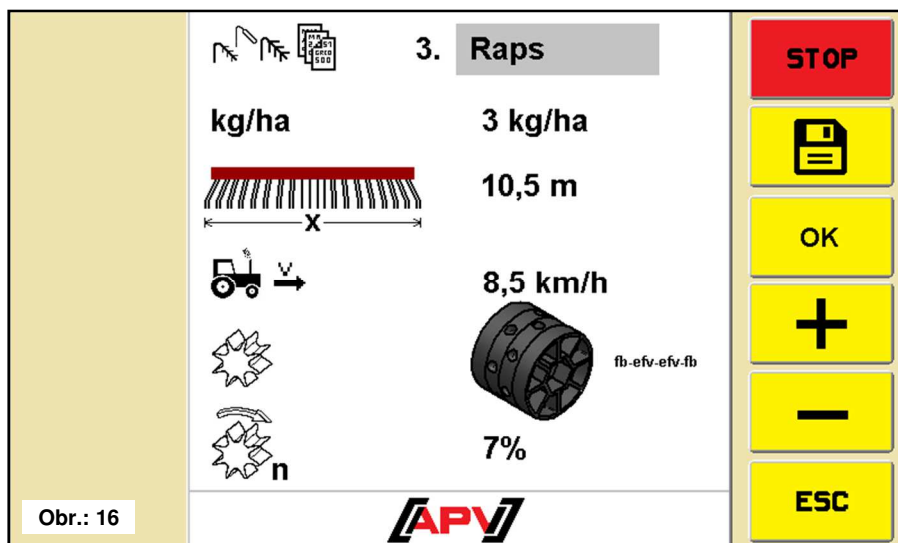 3. Raps
STOP
kg/ha 3 kg/ha
10,5 m
X
OK
V
8,5 km/h
fb-efv-efv-fb
n 7%
ESC
Obr.: 16
APV